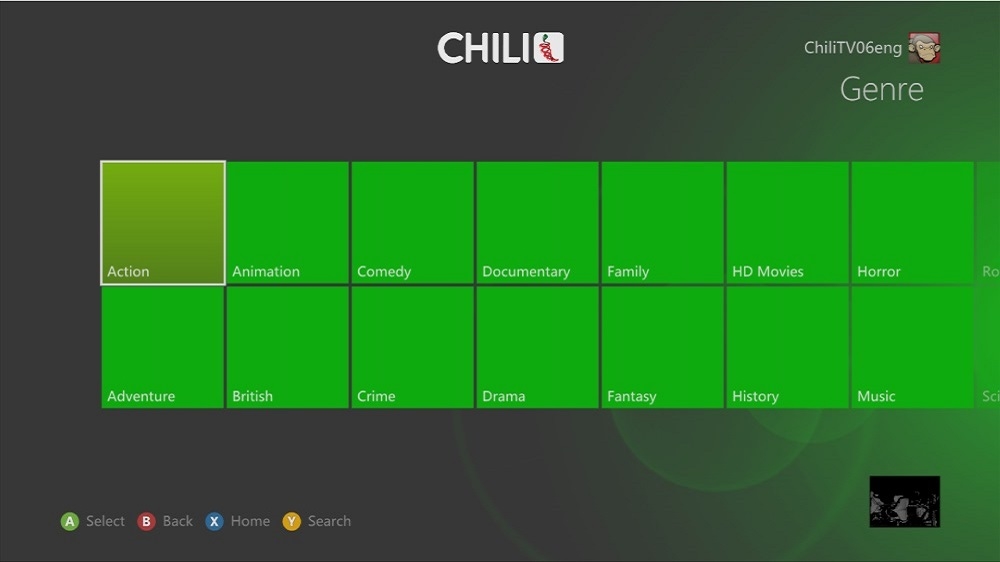 CHILI
ChiliTV06eng
Genre
Action
Animation
Comedy
Documentary
Family
HD Movies
Horror
Ro
Adventure
British
Crime
Drama
Fantasy
History
Music
Sci
A Select
B Back
X Home
Y Search